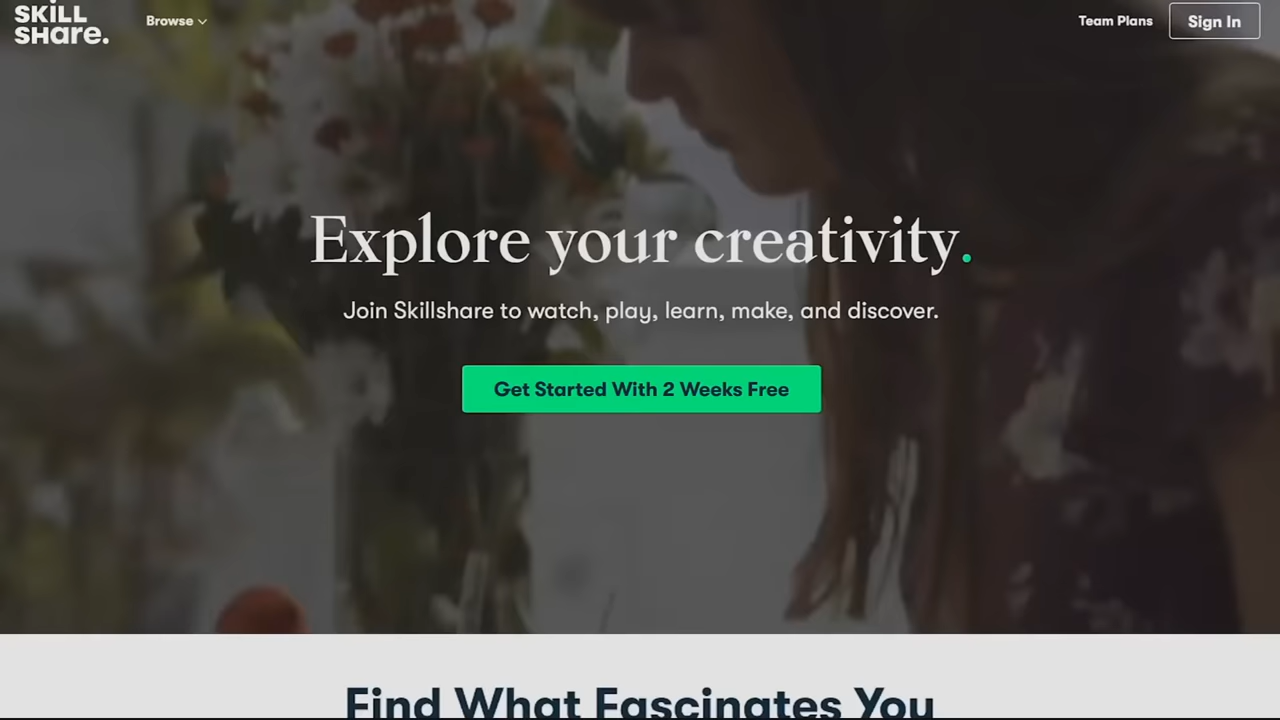 SKiLL
SHare.
Browse
Team Plans
Sign In
Explore your creativity.
Join Skillshare to watch, play, learn, make, and discover.
Get Started With 2 Weeks Free
Find What Fascinates You